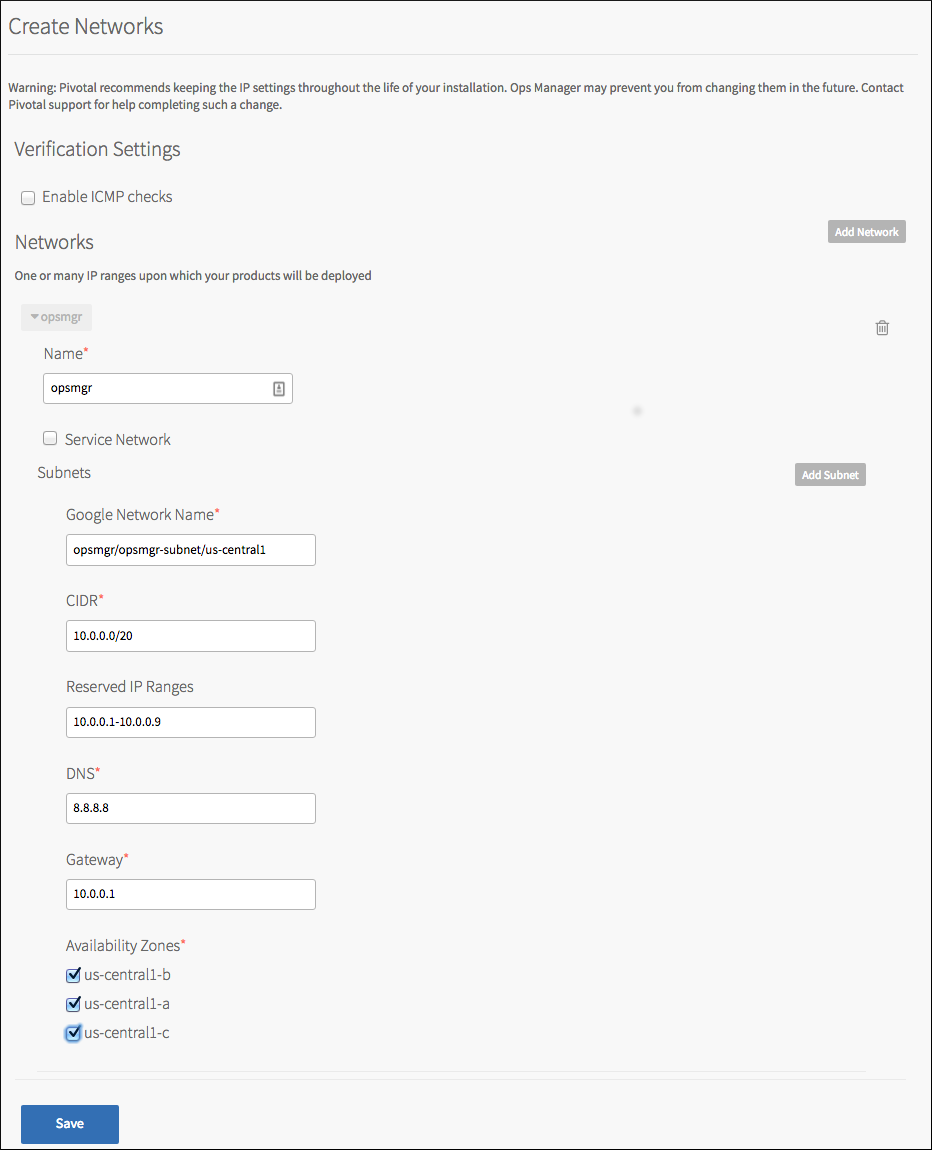 Create Networks
Warning: Pivotal recommends keeping the IP settings throughout the life of your installation. Ops Manager may prevent you from changing them in the future. Contact
Pivotal support for help completing such a change.
Verification Settings
Enable ICMP checks
Add Network
Networks
One or many IP ranges upon which your products will be deployed
opsmgr
Name*
opsmgr
Service Network
Subnets
Add Subnet
Google Network Name*
opsmgr/opsmgr-subnet/us-central1
CIDR*
10.0.0.0/20
Reserved IP Ranges
10.0.0.1-10.0.0.9
DNS*
8.8.8.8
Gateway*
10.0.0.1
Availability Zones*
us-central1-b
us-central1-a
us-central1-c
Save